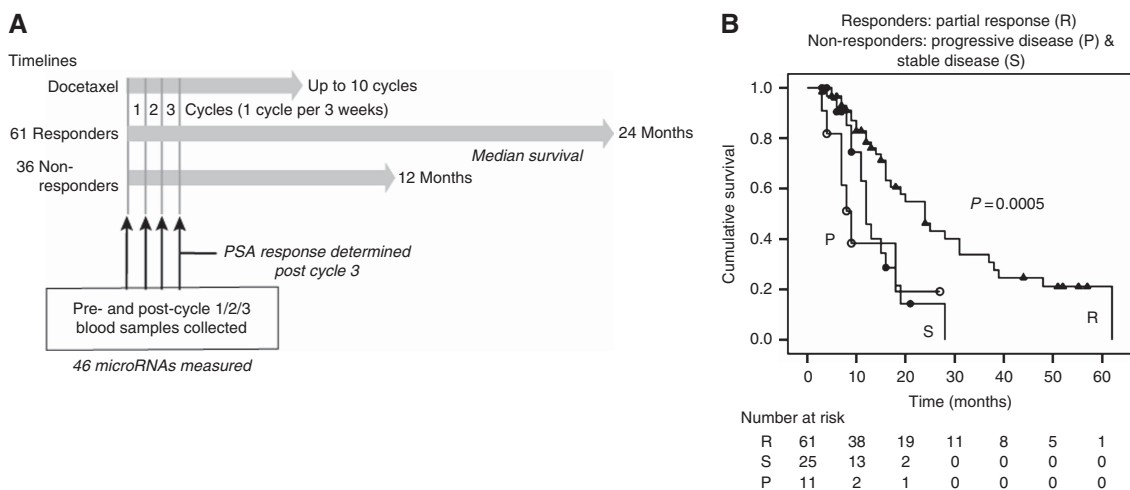 A
Timelines
Docetaxel
Up to 10 cycles
1 2 3 Cycles (1 cycle per 3 weeks)
61 Responders
24 Months
Median survival
36 Non-
responders
12 Months
PSA response determined
post cycle 3
Pre- and post-cycle 1/2/3
blood samples collected
46 microRNAs measured
B
Responders: partial response (R)
Non-responders: progressive disease (P) &
stable disease (S)
Cumulative survival
1.0
0.8
0.6
0.4
0.2
0.0
P = 0.0005
P
S
R
0 10 20 30 40 50 60
Time (months)
Number at risk
R 61 38 19 11 8 5 1
S 25 13 2 0 0 0 0
P 11 2 1 0 0 0 0